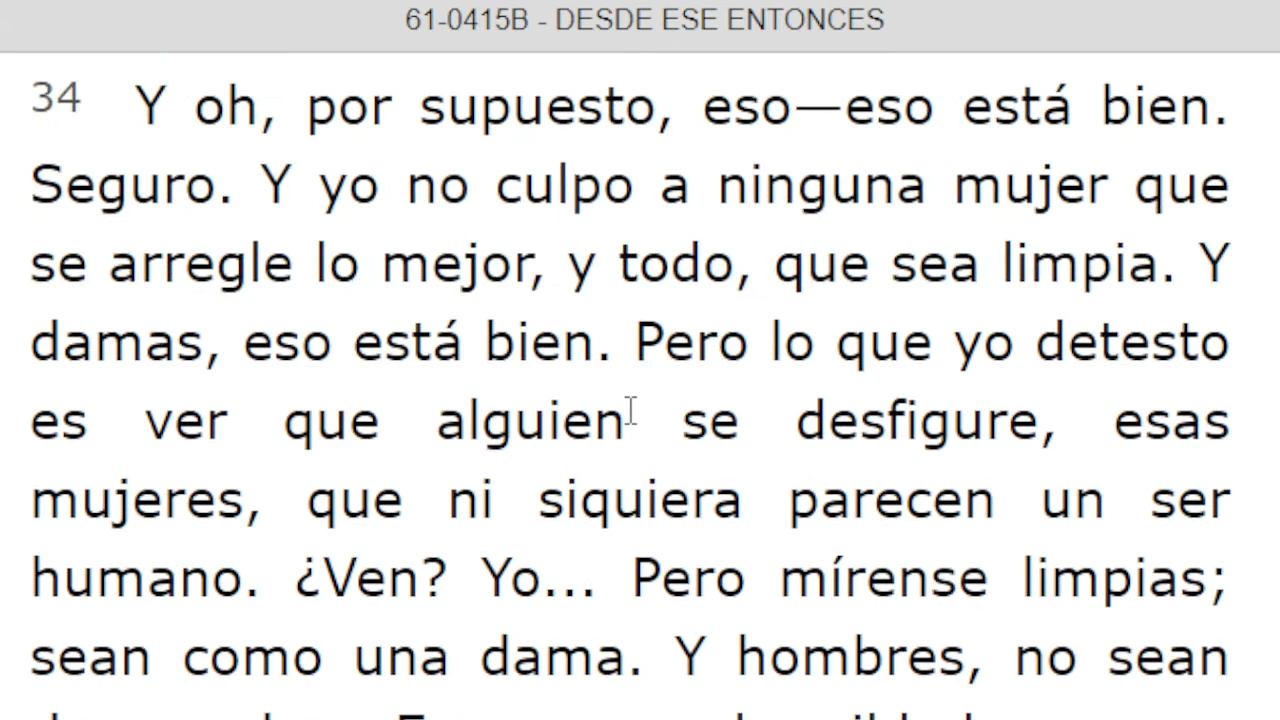 61-0415B - DESDE ESE ENTONCES
34 Y oh, por supuesto, eso—eso está bien.
Seguro. Y yo no culpo a ninguna mujer que
se arregle lo mejor, y todo, que sea limpia. Y
damas, eso está bien. Pero lo que yo detesto
es ver que alguien se desfigure, esas
mujeres, que ni siquiera parecen un ser
humano. ¿Ven? Yo... Pero mírense limpias;
sean como una dama. Y hombres, no sean